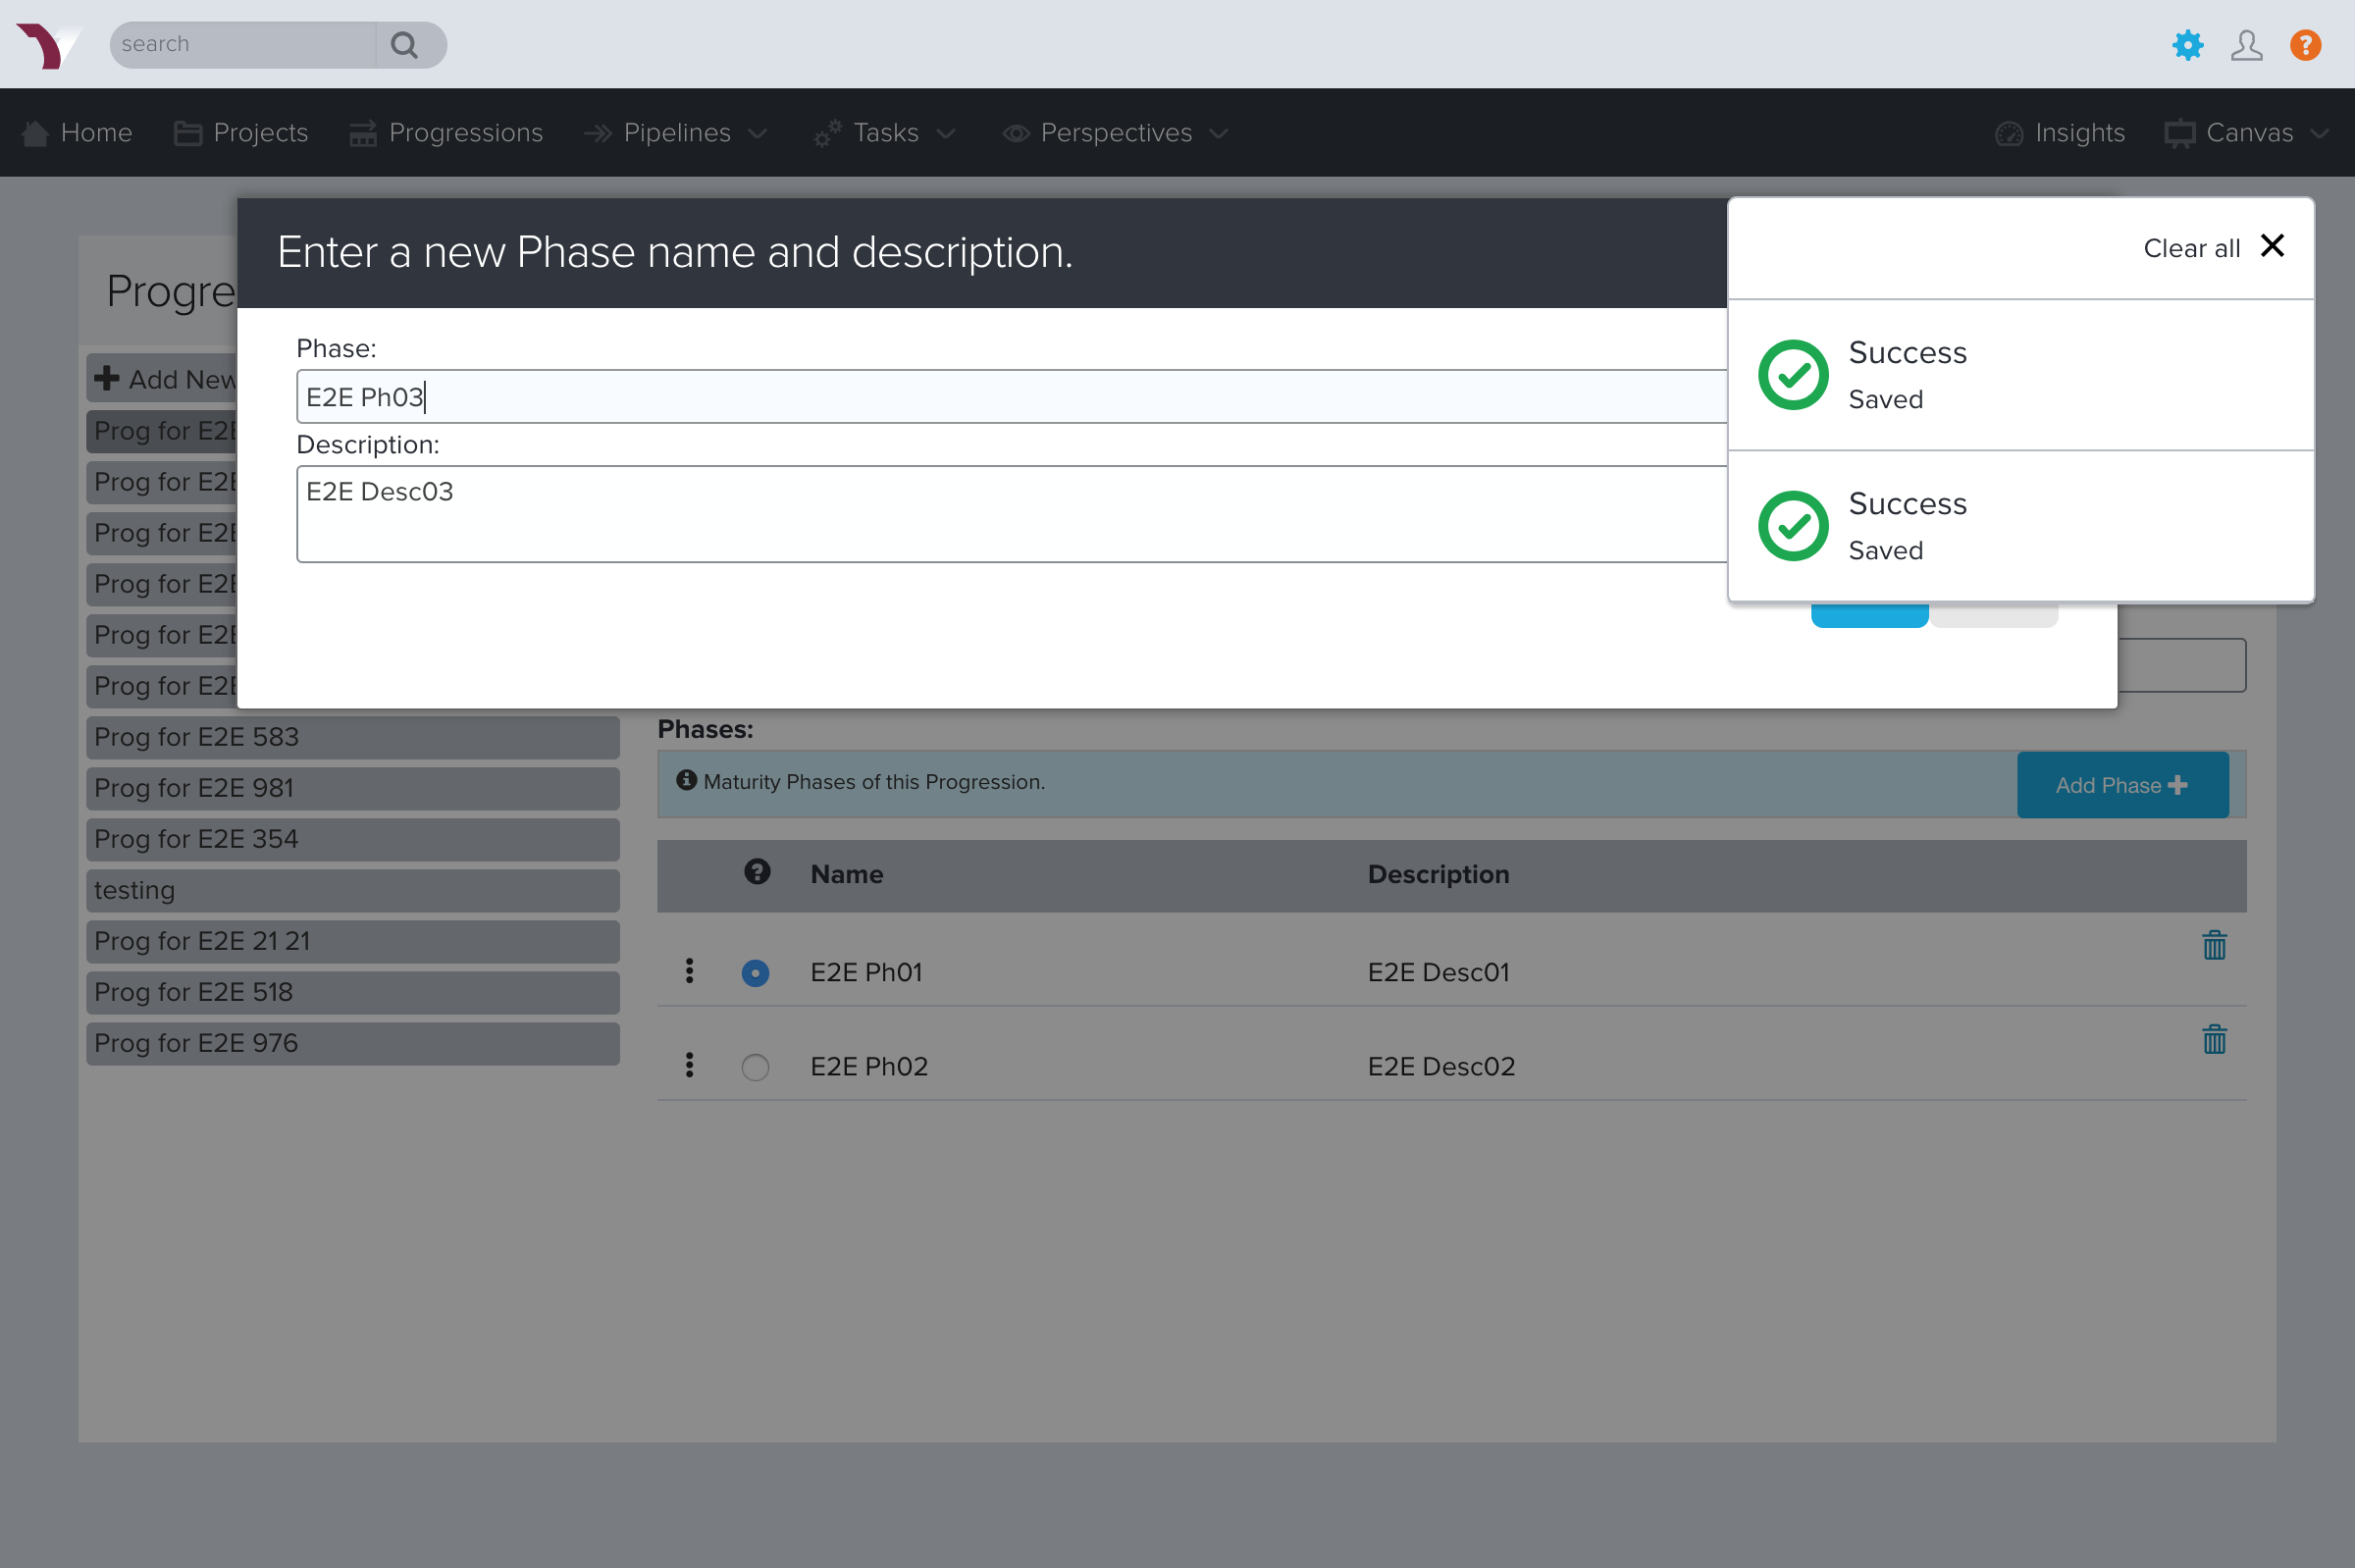 search
Home
Projects
Progressions
Pipelines
Tasks
Perspectives
Insights
Canvas
Enter a new Phase name and description.
Clear all
Phase:
E2E Ph03
Description:
E2E Desc03
Success
Saved
Success
Saved
Progre
Add New
Prog for E2E
Prog for E2E
Prog for E2E
Prog for E2E
Prog for E2E
Prog for E2E
Prog for E2E 583
Prog for E2E 981
Prog for E2E 354
testing
Prog for E2E 21 21
Prog for E2E 518
Prog for E2E 976
Phases:
Maturity Phases of this Progression.
Add Phase
Name Description
E2E Ph01 E2E Desc01
E2E Ph02 E2E Desc02